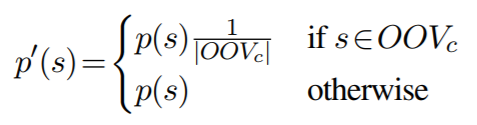 p′(s) = { p(s) 1/|OOV_c| if s ∈ OOV_c
p(s) otherwise